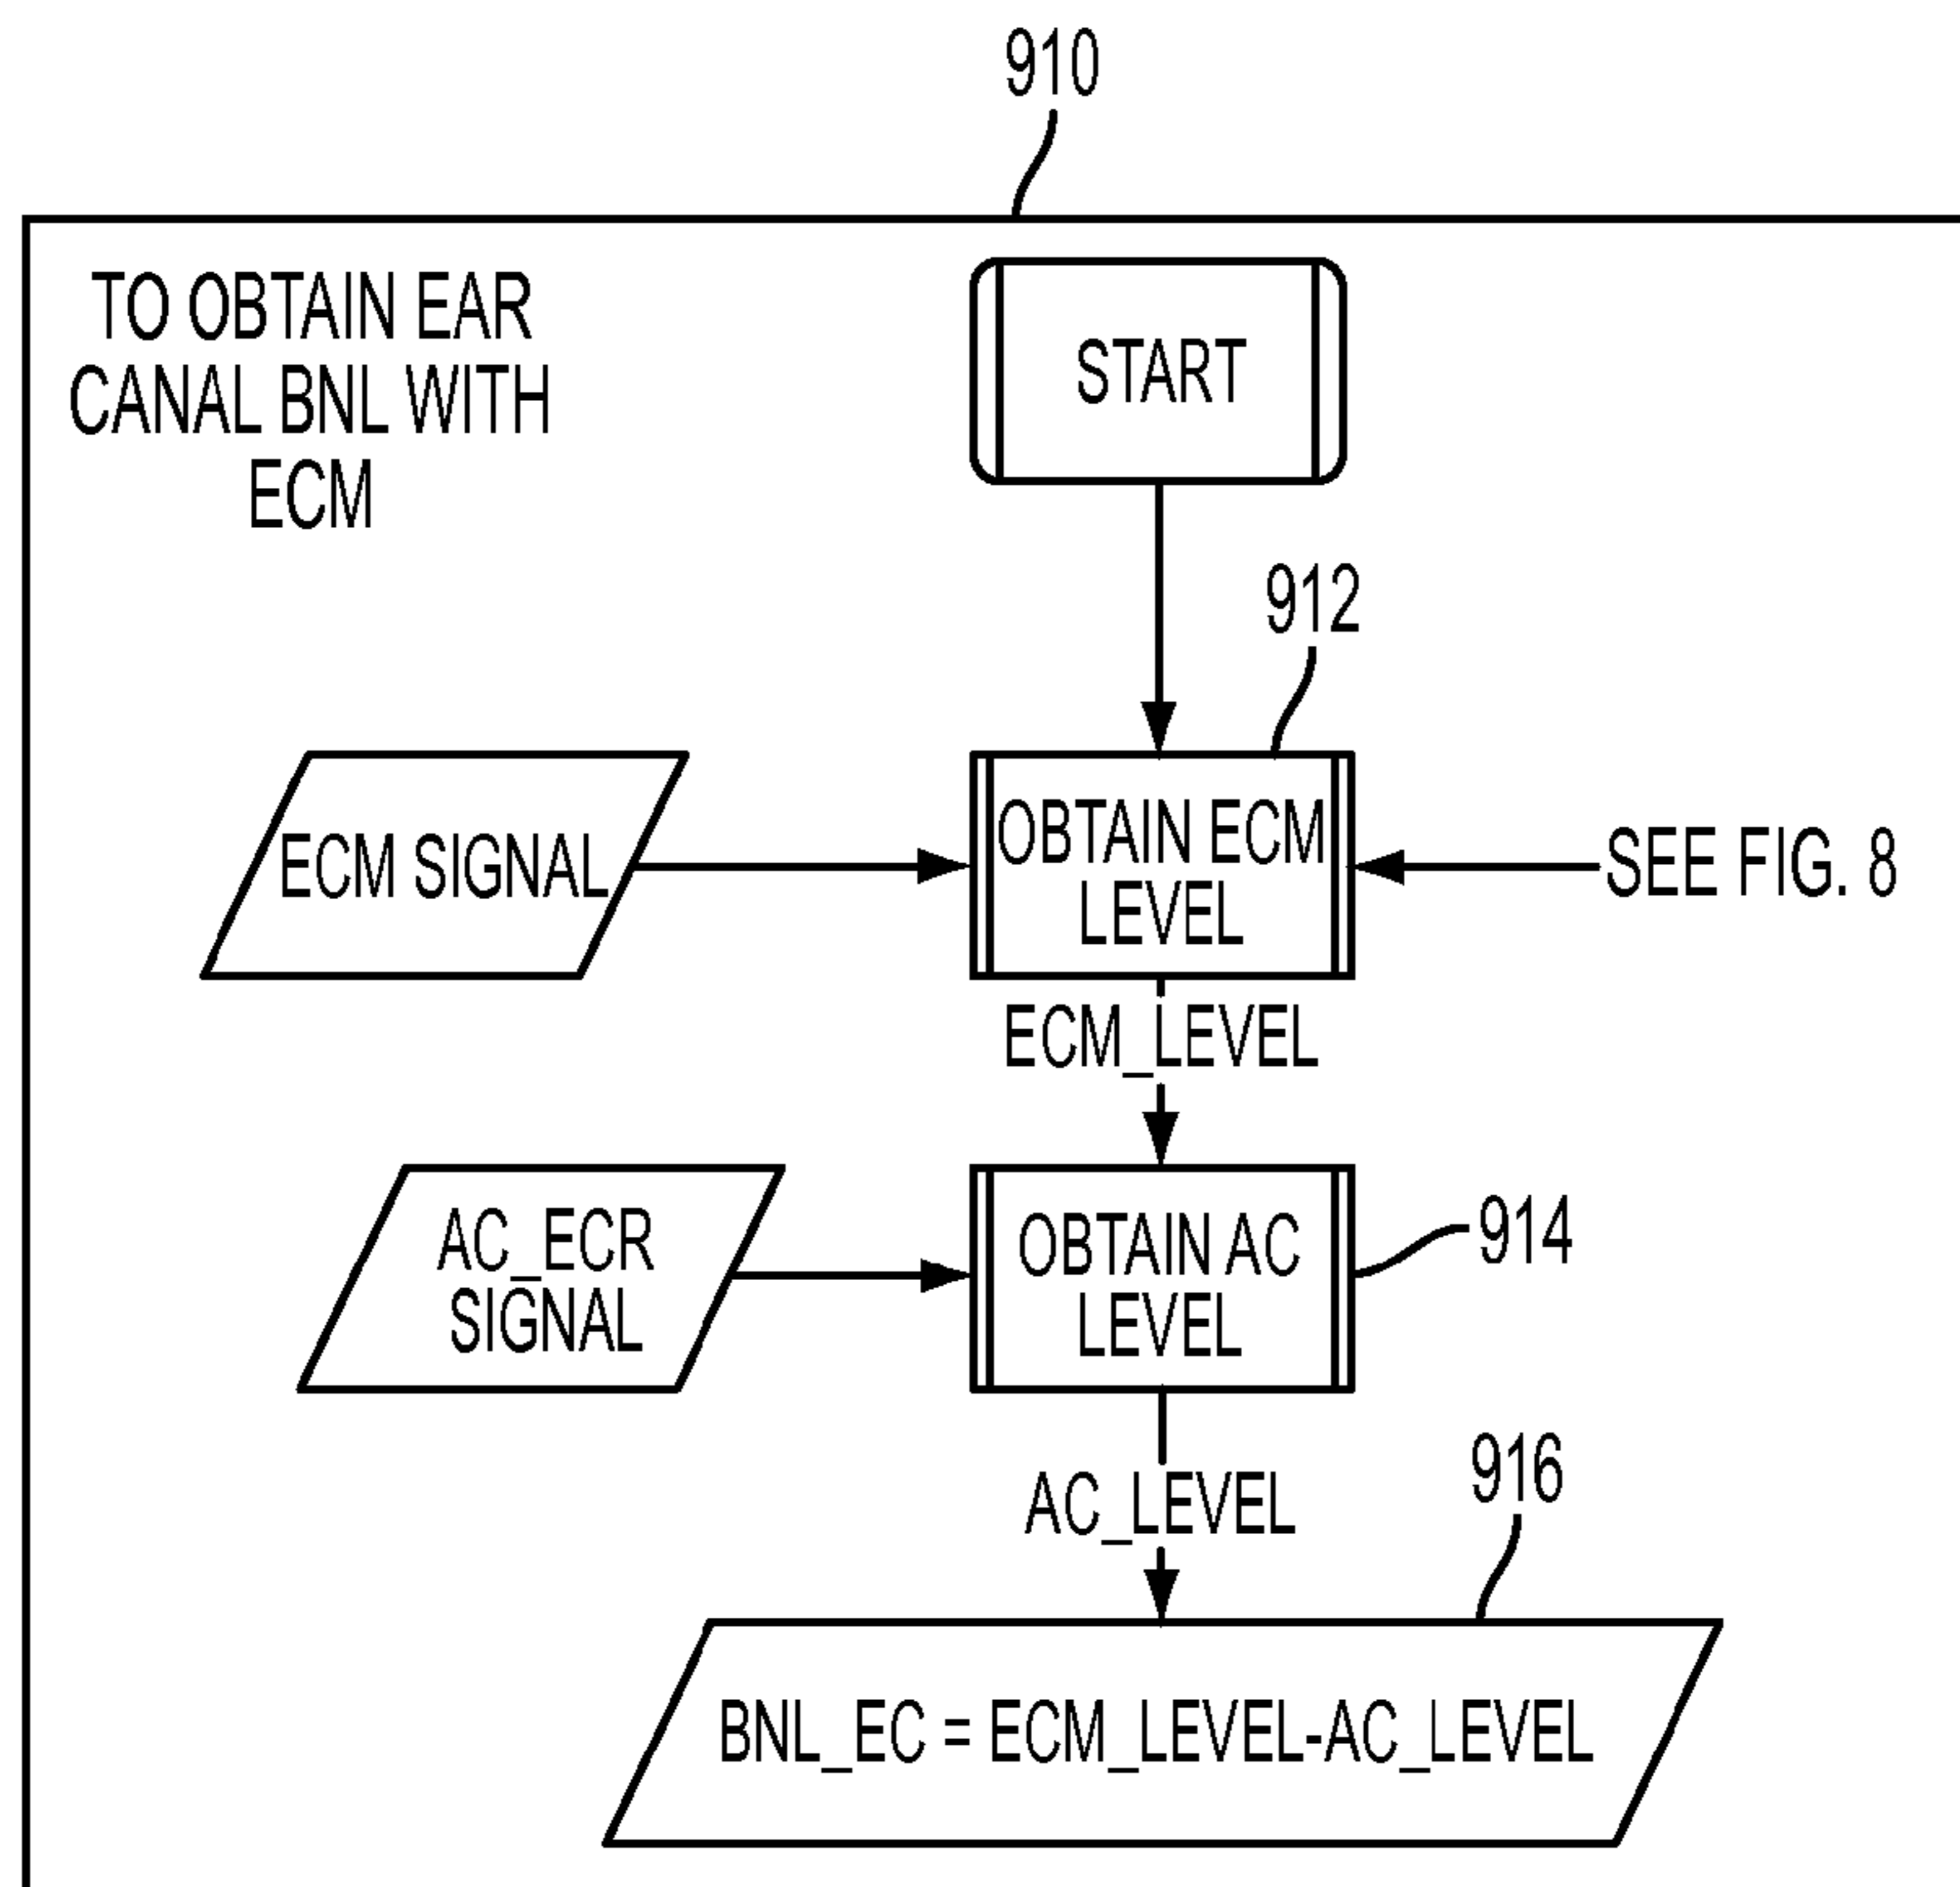 910
TO OBTAIN EAR
CANAL BNL WITH
ECM
START
912
ECM SIGNAL
OBTAIN ECM
LEVEL
SEE FIG. 8
ECM_LEVEL
AC_ECR
SIGNAL
OBTAIN AC
LEVEL
914
AC_LEVEL
916
BNL_EC = ECM_LEVEL-AC_LEVEL